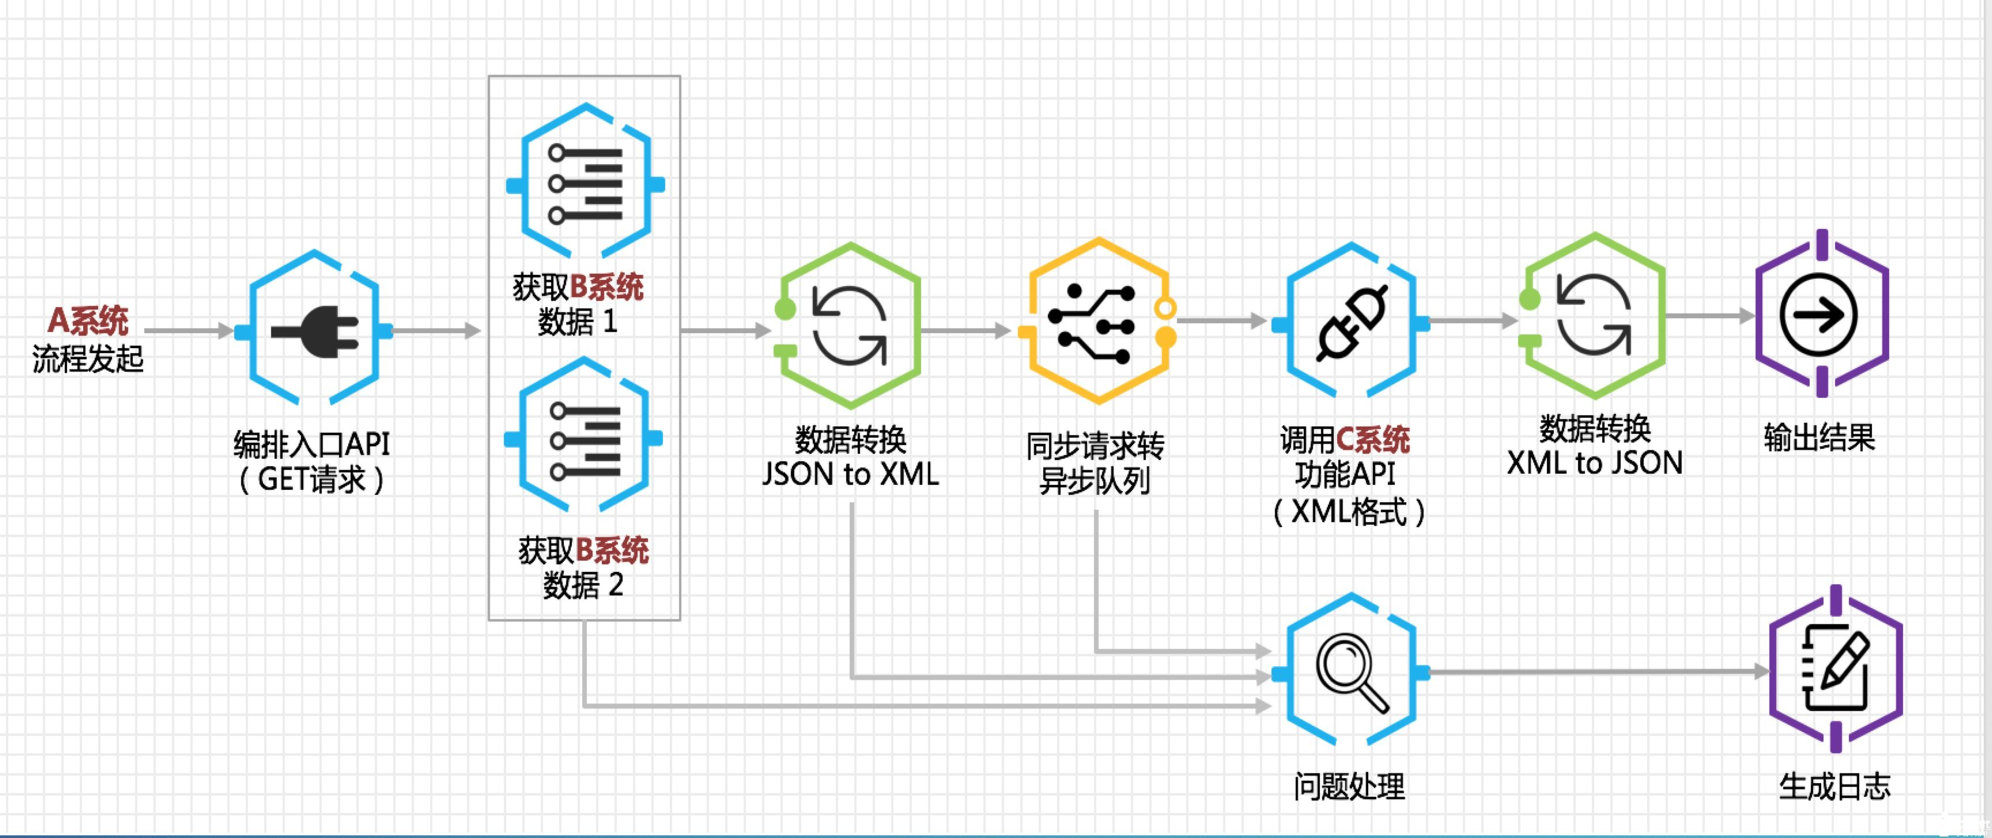 A系统
流程发起
编排入口API
（GET请求）
获取B系统
数据 1
获取B系统
数据 2
数据转换
JSON to XML
同步请求转
异步队列
调用C系统
功能API
（XML格式）
数据转换
XML to JSON
输出结果
问题处理
生成日志